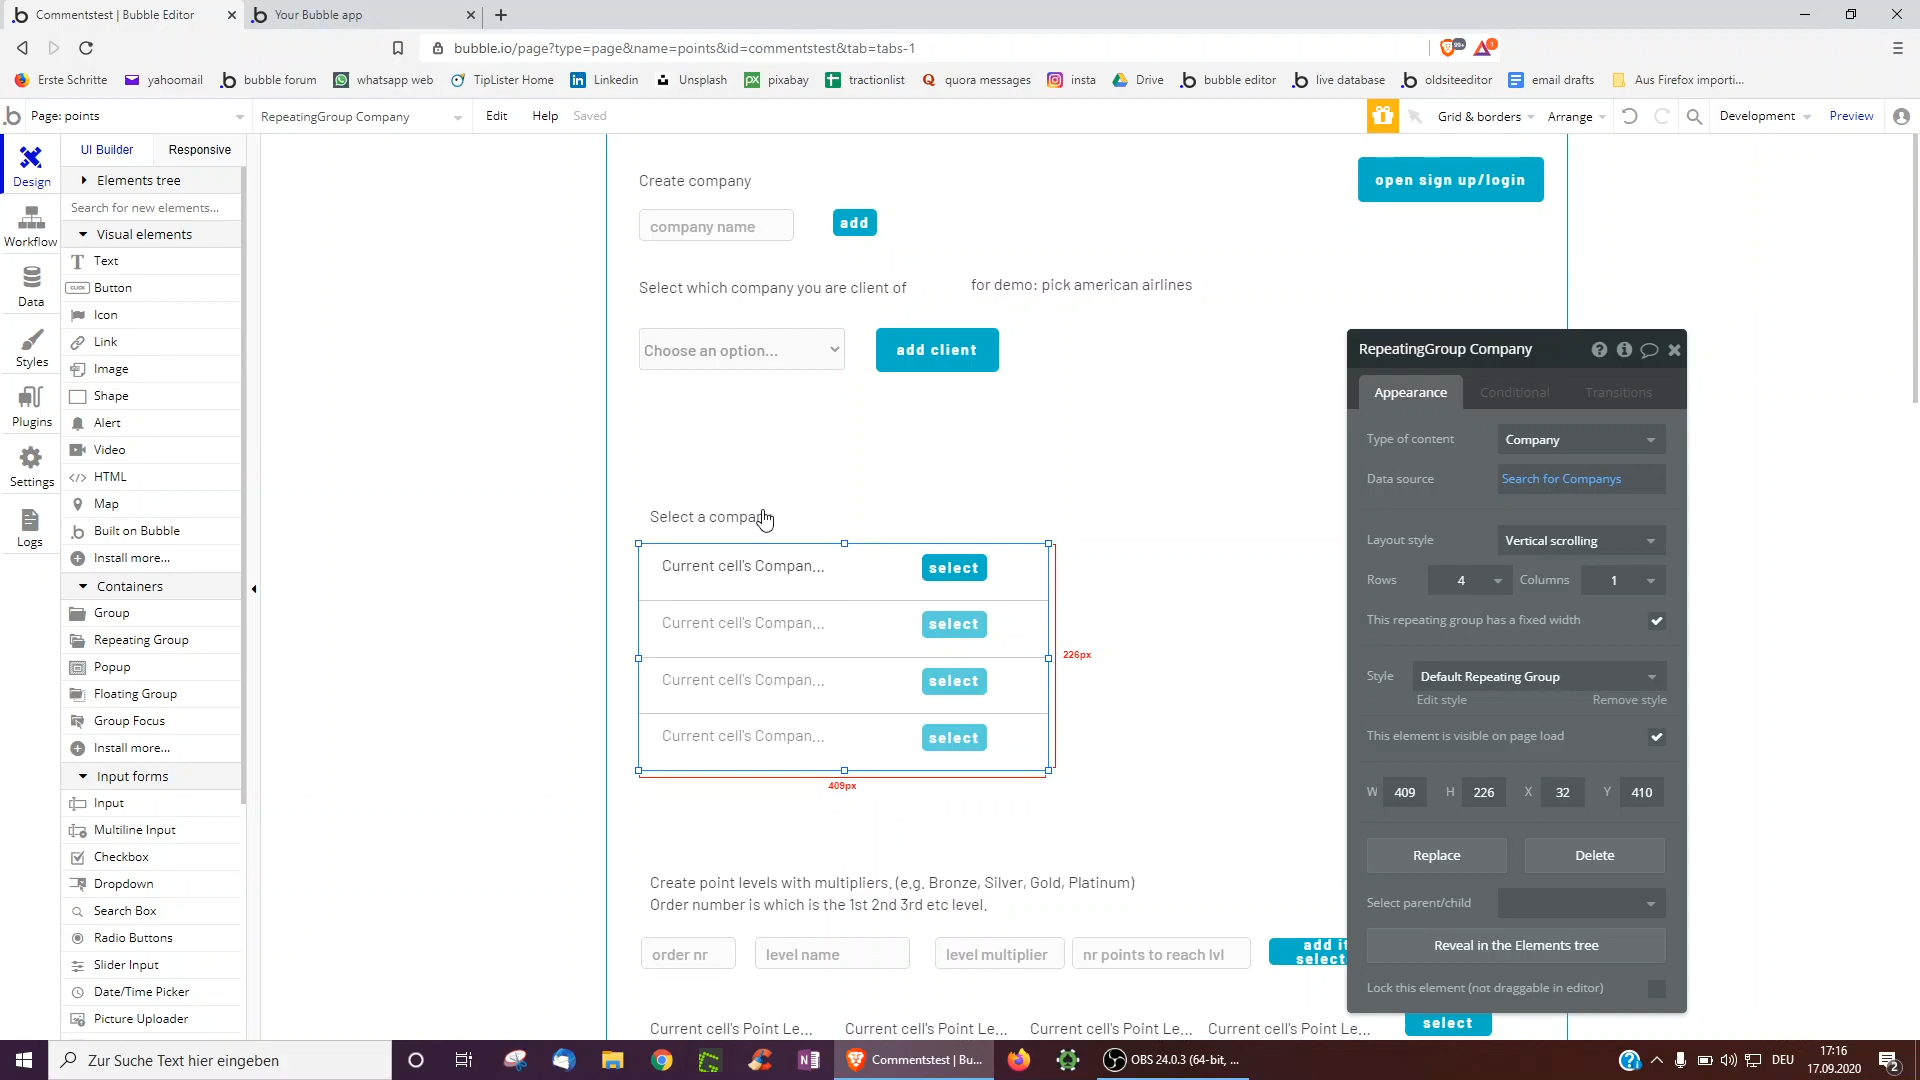 Commentstest | Bubble Editor
Your Bubble app
bubble.io/page?type=page&name=points&id=commentstest&tab=tabs-1
99+
1
Erste Schritte
yahoomail
bubble forum
whatsapp web
TipLister Home
Linkedin
Unsplash
pixabay
tractionlist
quora messages
insta
Drive
bubble editor
live database
oldsiteeditor
email drafts
Aus Firefox importi...
Page: points
RepeatingGroup Company
Edit
Help
Saved
Grid & borders
Arrange
Development
Preview
Design
Workflow
Data
Styles
Plugins
Settings
Logs
UI Builder
Responsive
Elements tree
Search for new elements...
Visual elements
Text
CLICK
Button
Icon
Link
Image
Shape
Alert
Video
HTML
Map
Built on Bubble
Install more...
Containers
Group
Repeating Group
Popup
Floating Group
Group Focus
Install more...
Input forms
Input
Multiline Input
Checkbox
Dropdown
Search Box
Radio Buttons
Slider Input
Date/Time Picker
Picture Uploader
Create company
open sign up/login
company name
add
Select which company you are client of
for demo: pick american airlines
Choose an option...
add client
Select a compan
Current cell's Compan...
select
Current cell's Compan...
select
Current cell's Compan...
select
Current cell's Compan...
select
226px
409px
Create point levels with multipliers. (e.g. Bronze, Silver, Gold, Platinum)
Order number is which is the 1st 2nd 3rd etc level.
order nr
level name
level multiplier
nr points to reach lvl
add it
select
Current cell's Point Le...
Current cell's Point Le...
Current cell's Point Le...
Current cell's Point Le...
select
RepeatingGroup Company
Appearance
Conditional
Transitions
Type of content
Company
Data source
Search for Companys
Layout style
Vertical scrolling
Rows
4
Columns
1
This repeating group has a fixed width
Style
Default Repeating Group
Edit style
Remove style
This element is visible on page load
W
409
H
226
X
32
Y
410
Replace
Delete
Select parent/child
Reveal in the Elements tree
Lock this element (not draggable in editor)
Zur Suche Text hier eingeben
Commentstest | Bu...
OBS 24.0.3 (64-bit, ...
DEU
17:16
17.09.2020
2